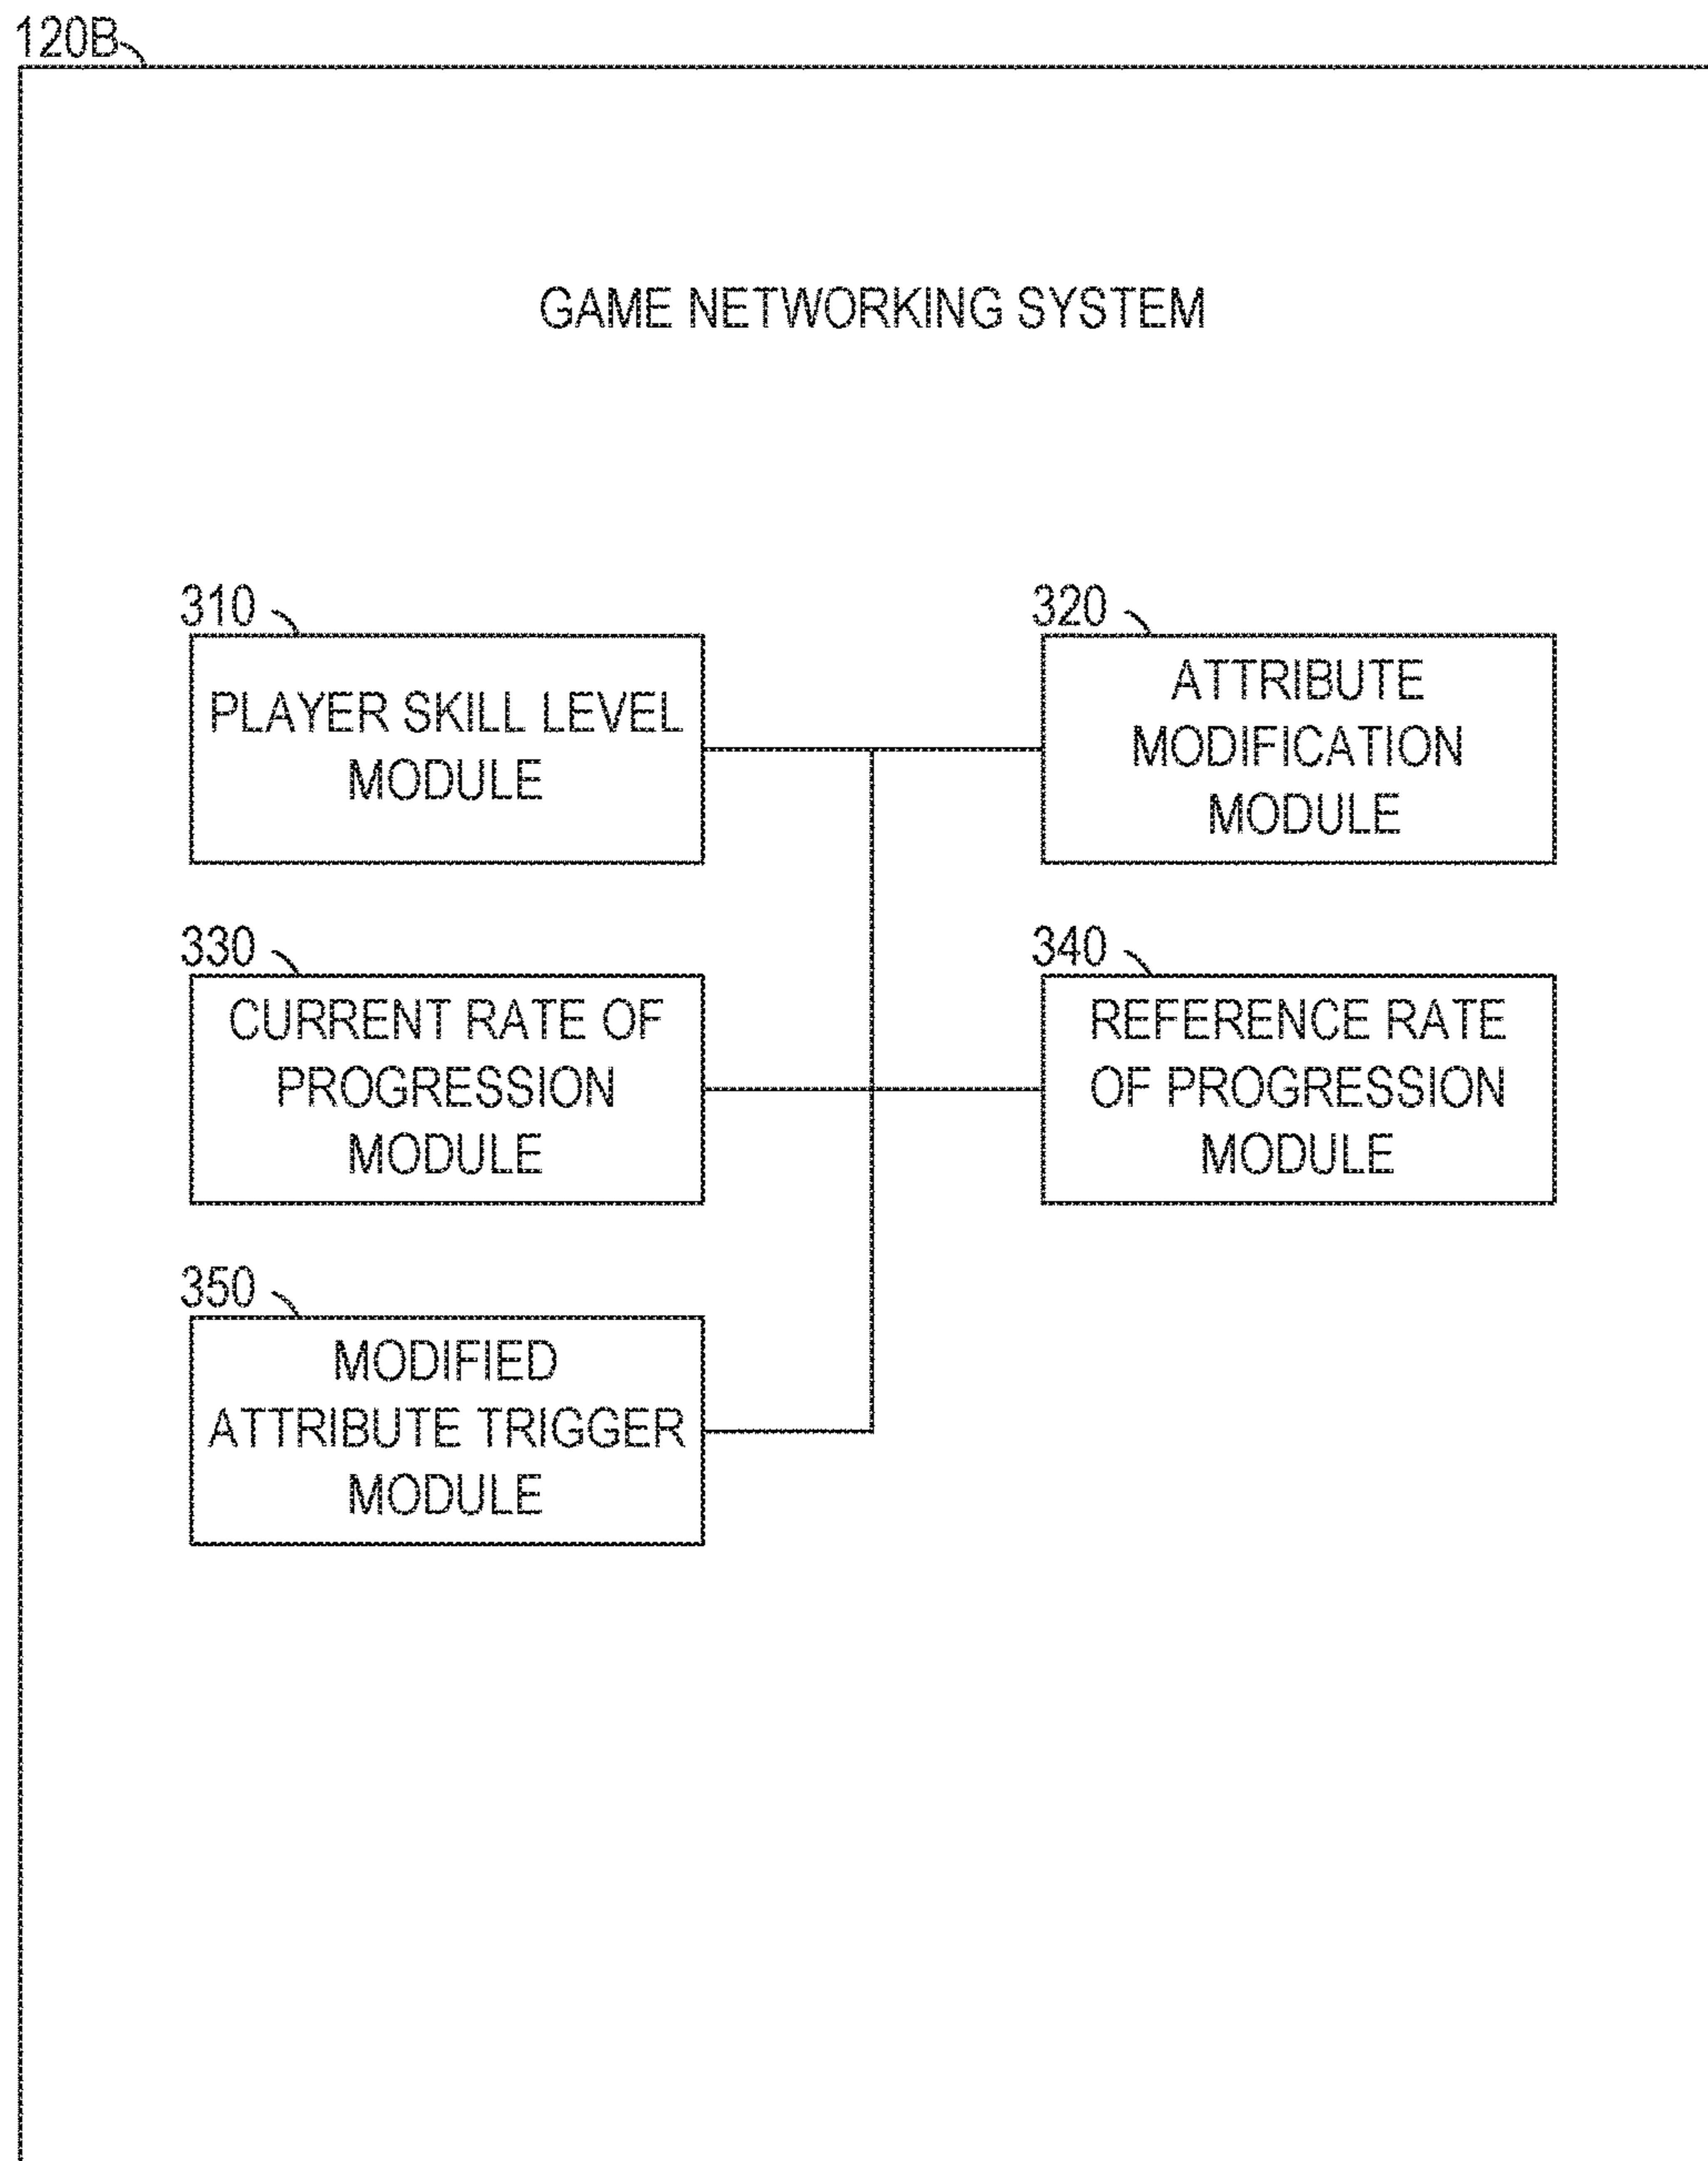 120B
GAME NETWORKING SYSTEM
310
PLAYER SKILL LEVEL
MODULE
320
ATTRIBUTE
MODIFICATION
MODULE
330
CURRENT RATE OF
PROGRESSION
MODULE
340
REFERENCE RATE
OF PROGRESSION
MODULE
350
MODIFIED
ATTRIBUTE TRIGGER
MODULE